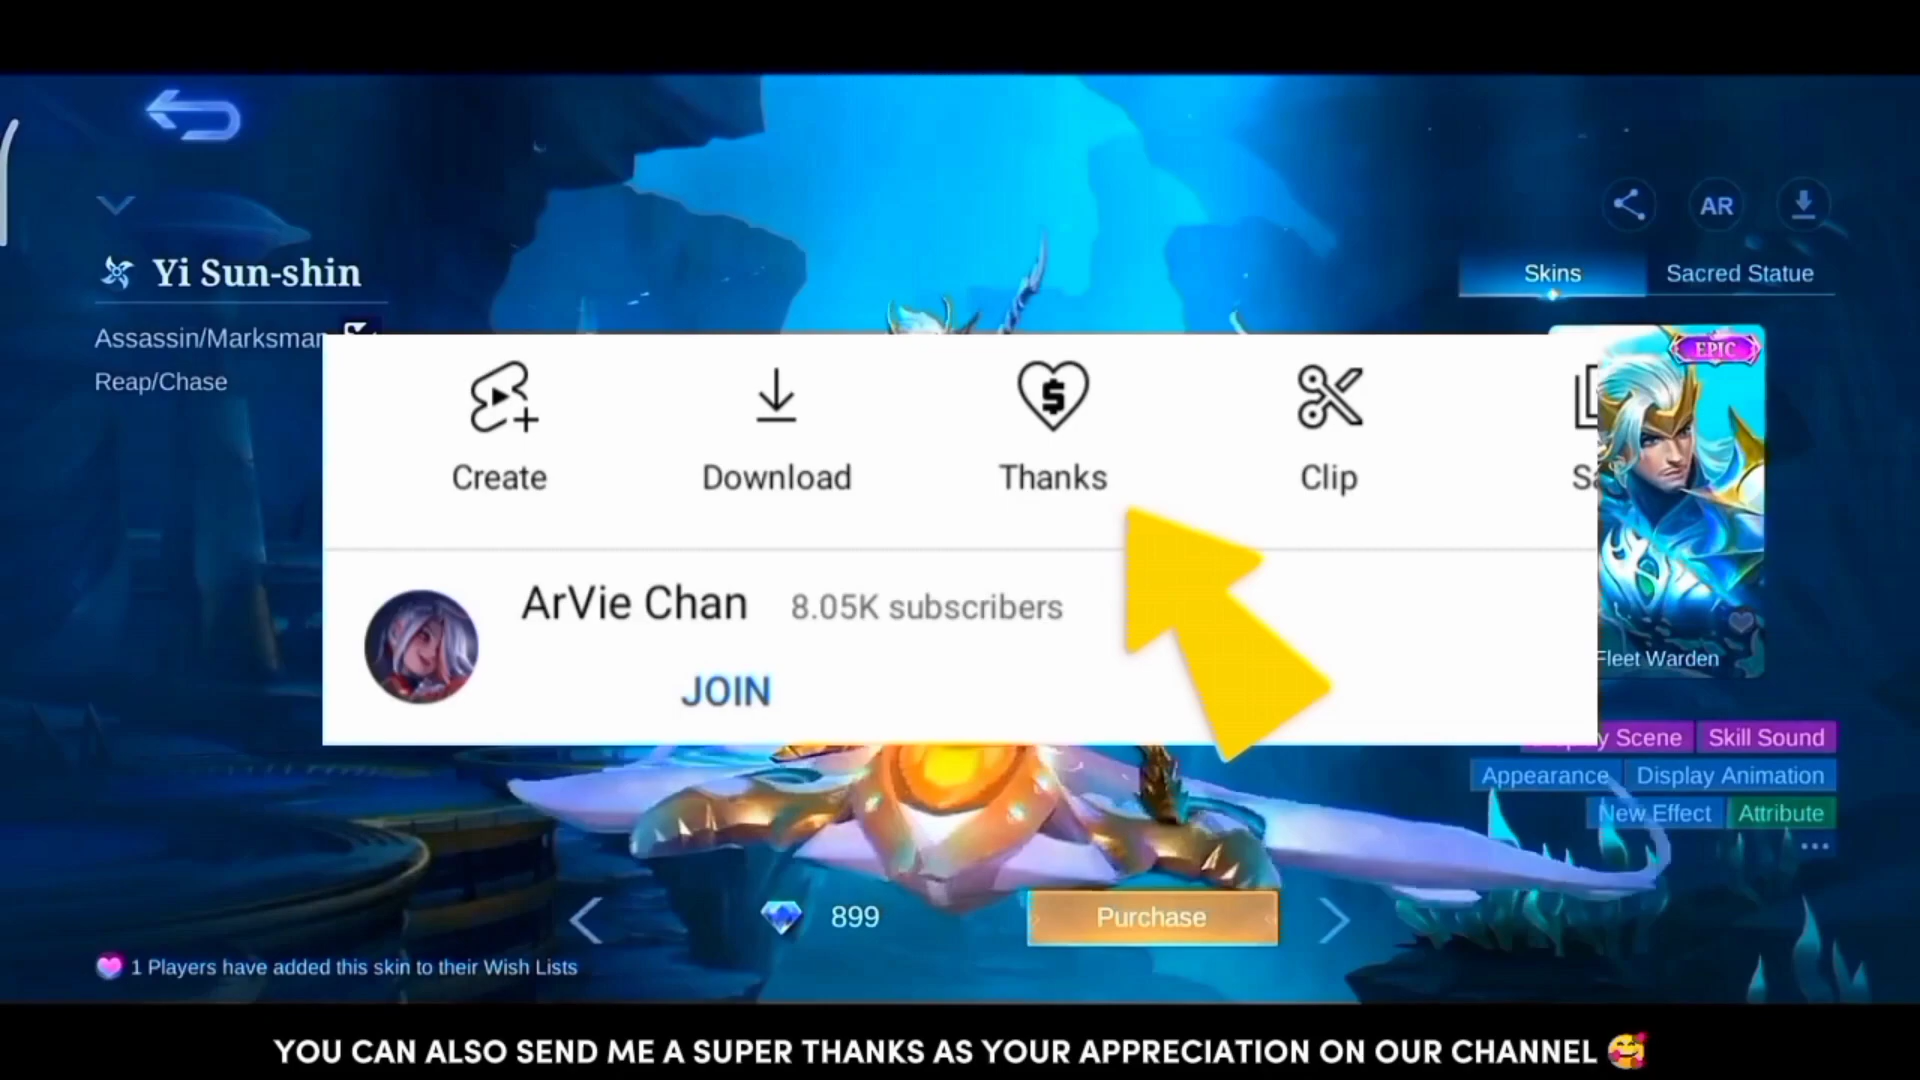 AR
Skins
Sacred Statue
Yi Sun-shin
Assassin/Marksman
Reap/Chase
EPIC
Create
Download
Thanks
Clip
ArVie Chan
8.05K subscribers
JOIN
Fleet Warden
Scene
Skill Sound
Appearance
Display Animation
New Effect
Attribute
899
Purchase
1 Players have added this skin to their Wish Lists
YOU CAN ALSO SEND ME A SUPER THANKS AS YOUR APPRECIATION ON OUR CHANNEL 🥰